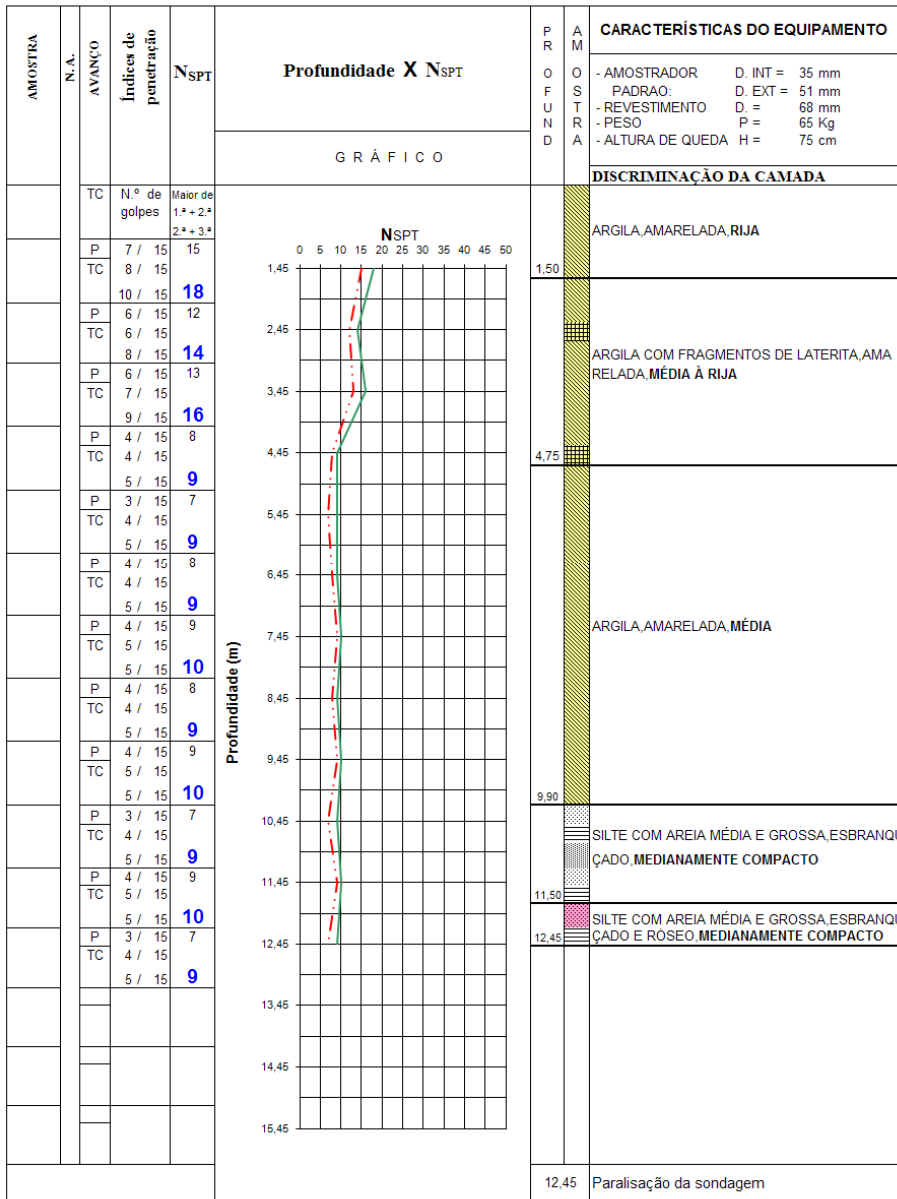 AMOSTRA
N.A.
AVANÇO
Índices de penetração
NSPT
Profundidade X NSPT
GRÁFICO
PROFUND
AMOSTRA
CARACTERÍSTICAS DO EQUIPAMENTO
- AMOSTRADOR D. INT = 35 mm
PADRAO: D. EXT = 51 mm
- REVESTIMENTO D. = 68 mm
- PESO P = 65 Kg
- ALTURA DE QUEDA H = 75 cm
DISCRIMINAÇÃO DA CAMADA
TC N.º de golpes Maior de 1.ª + 2.ª 2.ª + 3.ª
P 7 / 15 15
TC 8 / 15
10 / 15 18
P 6 / 15 12
TC 6 / 15
8 / 15 14
P 6 / 15 13
TC 7 / 15
9 / 15 16
P 4 / 15 8
TC 4 / 15
5 / 15 9
P 3 / 15 7
TC 4 / 15
5 / 15 9
P 4 / 15 8
TC 4 / 15
5 / 15 9
P 4 / 15 9
TC 5 / 15
5 / 15 10
P 4 / 15 8
TC 4 / 15
5 / 15 9
P 4 / 15 9
TC 5 / 15
5 / 15 10
P 3 / 15 7
TC 4 / 15
5 / 15 9
P 4 / 15 9
TC 5 / 15
5 / 15 10
P 3 / 15 7
TC 4 / 15
5 / 15 9
NSPT
0 5 10 15 20 25 30 35 40 45 50
Profundidade (m)
1,45
2,45
3,45
4,45
5,45
6,45
7,45
8,45
9,45
10,45
11,45
12,45
13,45
14,45
15,45
ARGILA,AMARELADA,RIJA
1,50
ARGILA COM FRAGMENTOS DE LATERITA,AMA
RELADA,MÉDIA À RIJA
4,75
ARGILA,AMARELADA,MÉDIA
9,90
SILTE COM AREIA MÉDIA E GROSSA,ESBRANQU
ÇADO,MEDIANAMENTE COMPACTO
11,50
SILTE COM AREIA MÉDIA E GROSSA,ESBRANQU
ÇADO E RÓSEO,MEDIANAMENTE COMPACTO
12,45
12,45 Paralisação da sondagem